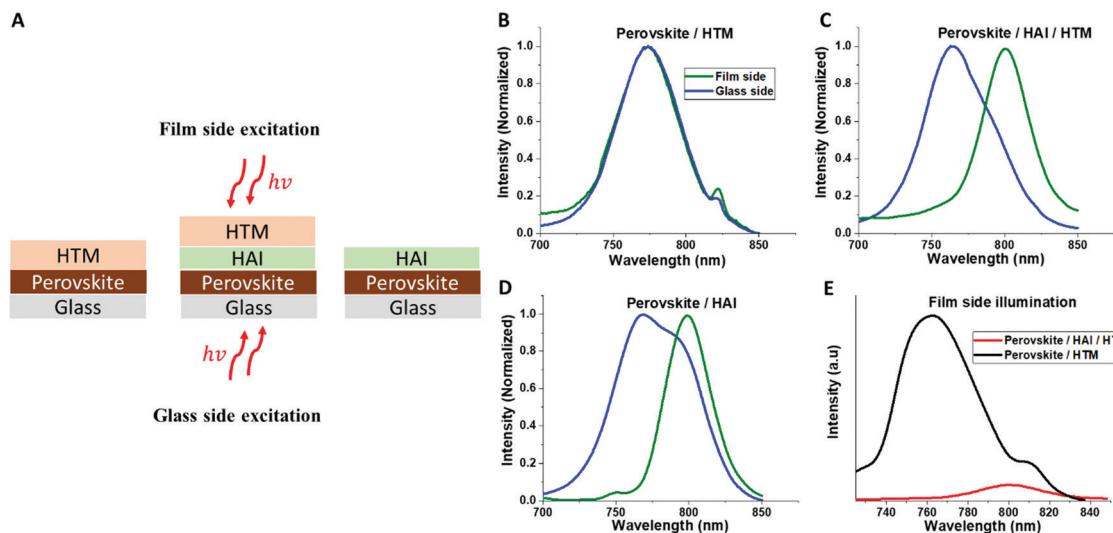 A
Film side excitation
hν
HTM
Perovskite
Glass
HTM
HAI
Perovskite
Glass
HAI
Perovskite
Glass
hν
Glass side excitation
B
Perovskite / HTM
Film side
Glass side
Intensity (Normalized)
1.0
0.8
0.6
0.4
0.2
0.0
700 750 800 850
Wavelength (nm)
C
Perovskite / HAI / HTM
Intensity (Normalized)
1.0
0.8
0.6
0.4
0.2
0.0
700 750 800 850
Wavelength (nm)
D
Perovskite / HAI
Intensity (Normalized)
1.0
0.8
0.6
0.4
0.2
0.0
700 750 800 850
Wavelength (nm)
E
Film side illumination
Perovskite / HAI / HT
Perovskite / HTM
Intensity (a.u)
740 760 780 800 820 840
Wavelength (nm)